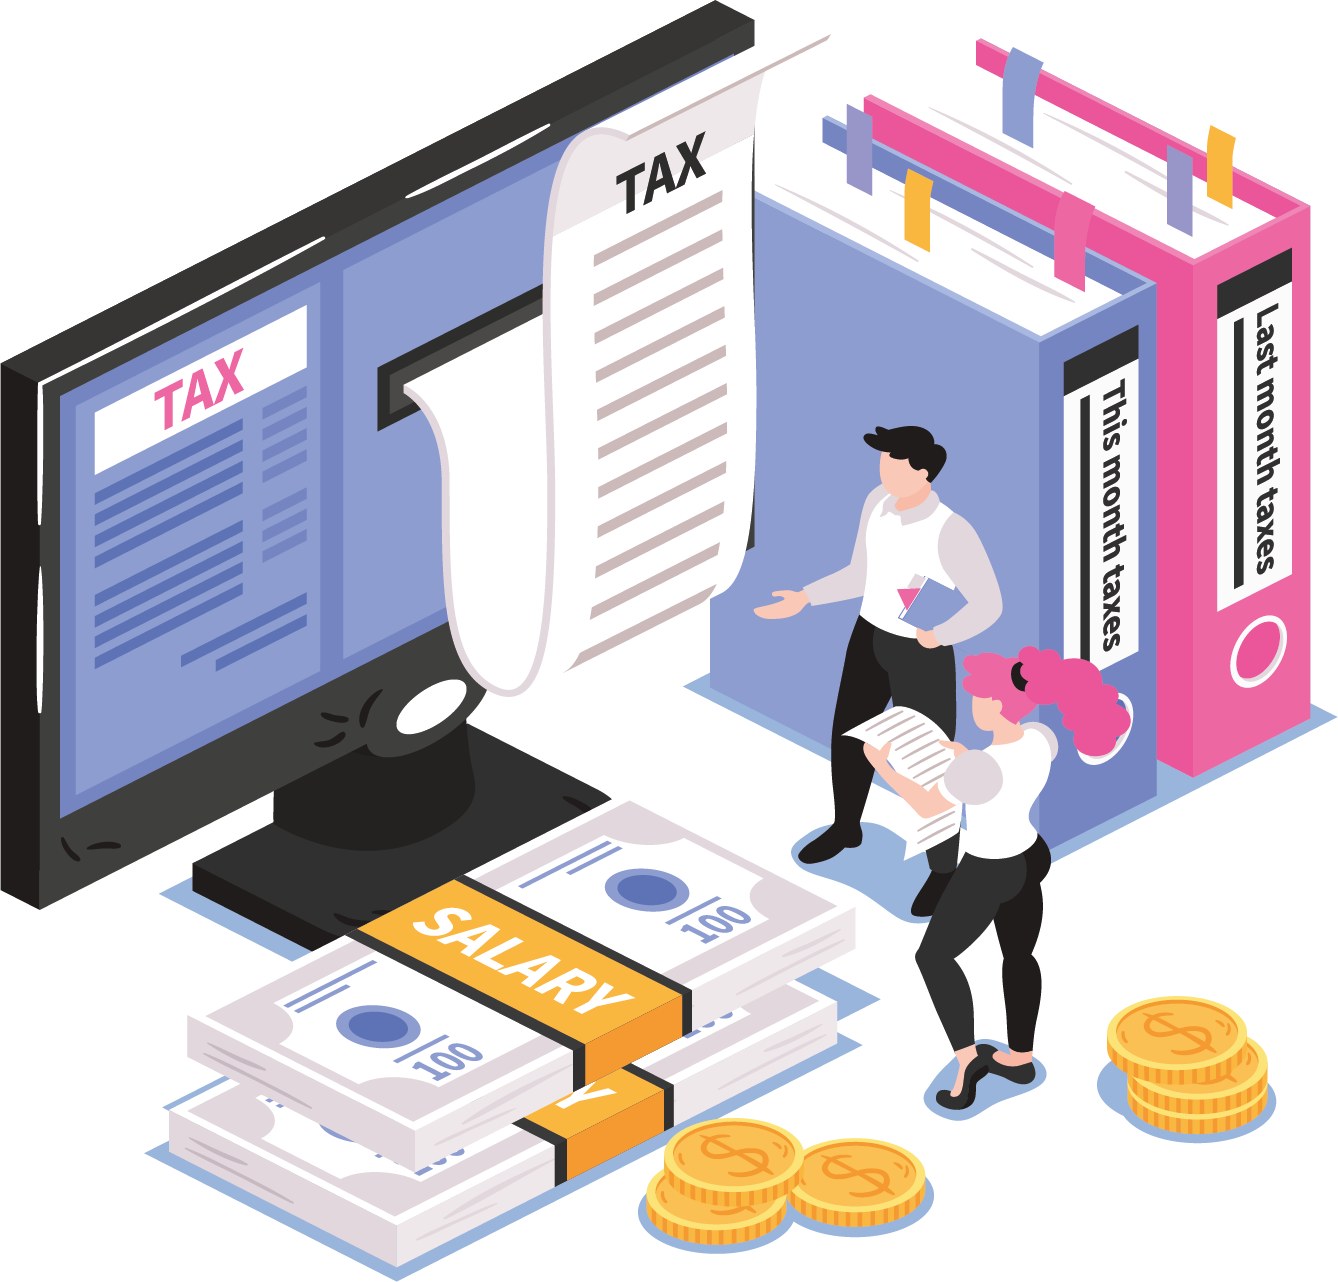 TAX
TAX
Last month taxes
This month taxes
SALARY
100
100
Y
$
$
$